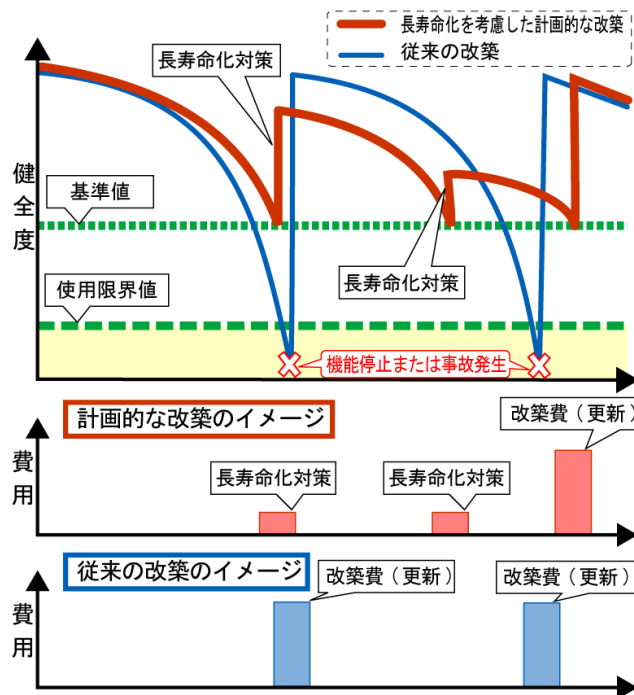 長寿命化を考慮した計画的な改築
従来の改築
長寿命化対策
健全度
基準値
長寿命化対策
使用限界値
機能停止または事故発生
計画的な改築のイメージ
改築費（更新）
費用
長寿命化対策
長寿命化対策
従来の改築のイメージ
改築費（更新）
改築費（更新）
費用